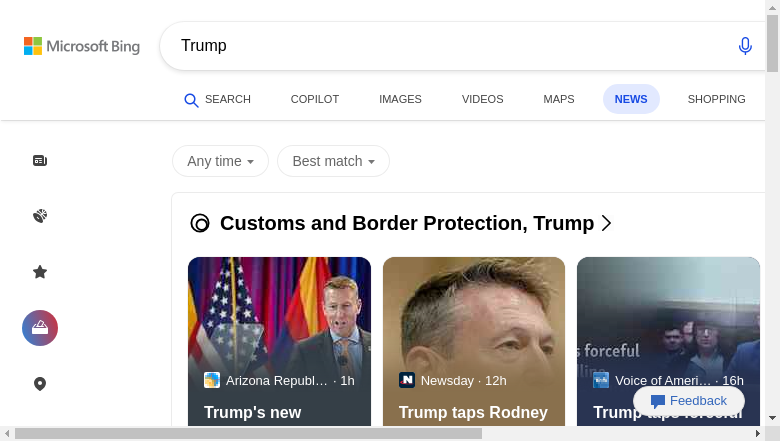 Microsoft Bing
Trump
SEARCH
COPILOT
IMAGES
VIDEOS
MAPS
NEWS
SHOPPING
Any time
Best match
Customs and Border Protection, Trump
s forceful
Arizona Republ… · 1h
Newsday · 12h
Voice of Ameri… · 16h
Trump's new
Trump taps Rodney
Trump taps forceful
Feedback